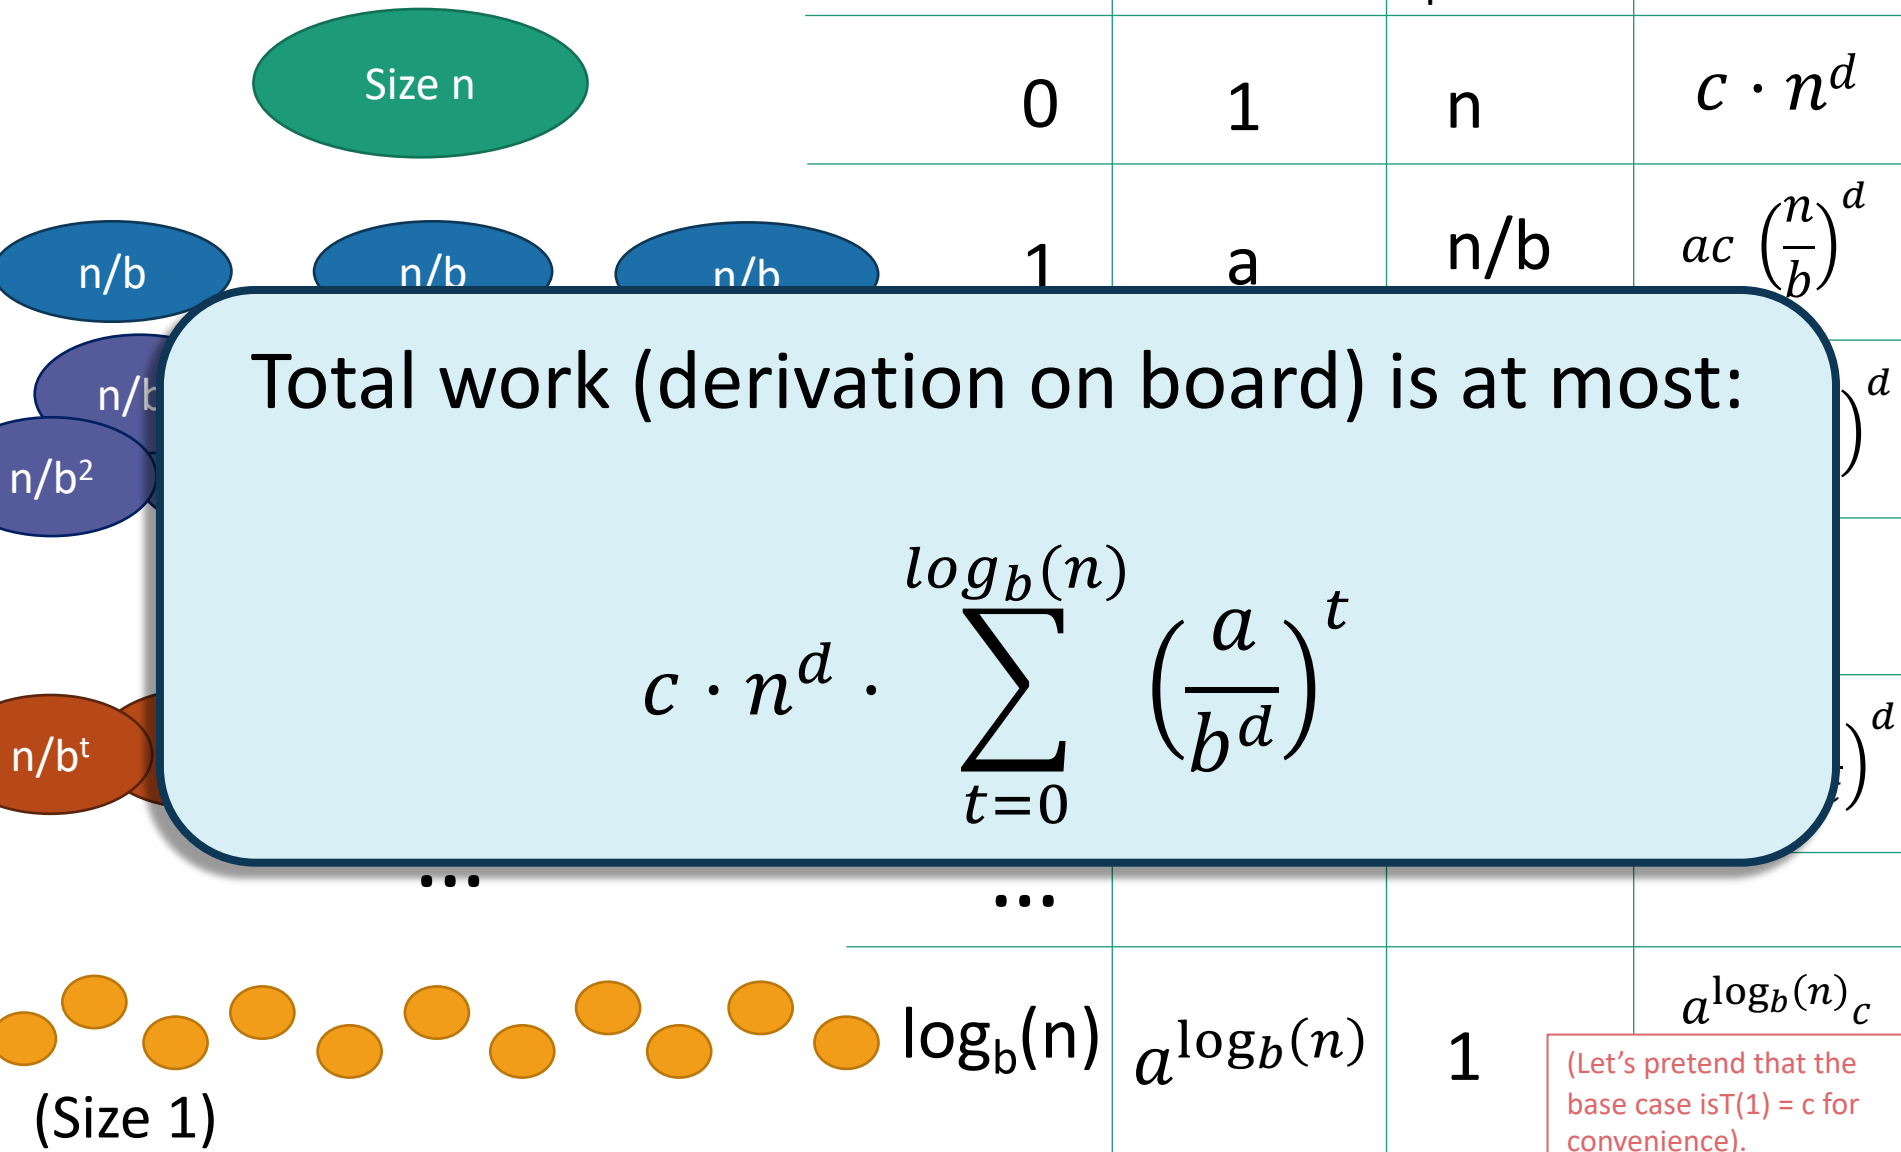 Size n
0 1 n c · n^d
n/b n/b n/b 1 a n/b ac (n/b)^d
Total work (derivation on board) is at most:
n/b
d
n/b²
c · n^d · ∑_{t=0}^{log_b(n)} (a/b^d)^t
n/b^t
d
...
...
log_b(n) a^{log_b(n)} 1 a^{log_b(n)}c
(Let's pretend that the
base case isT(1) = c for
convenience).
(Size 1)